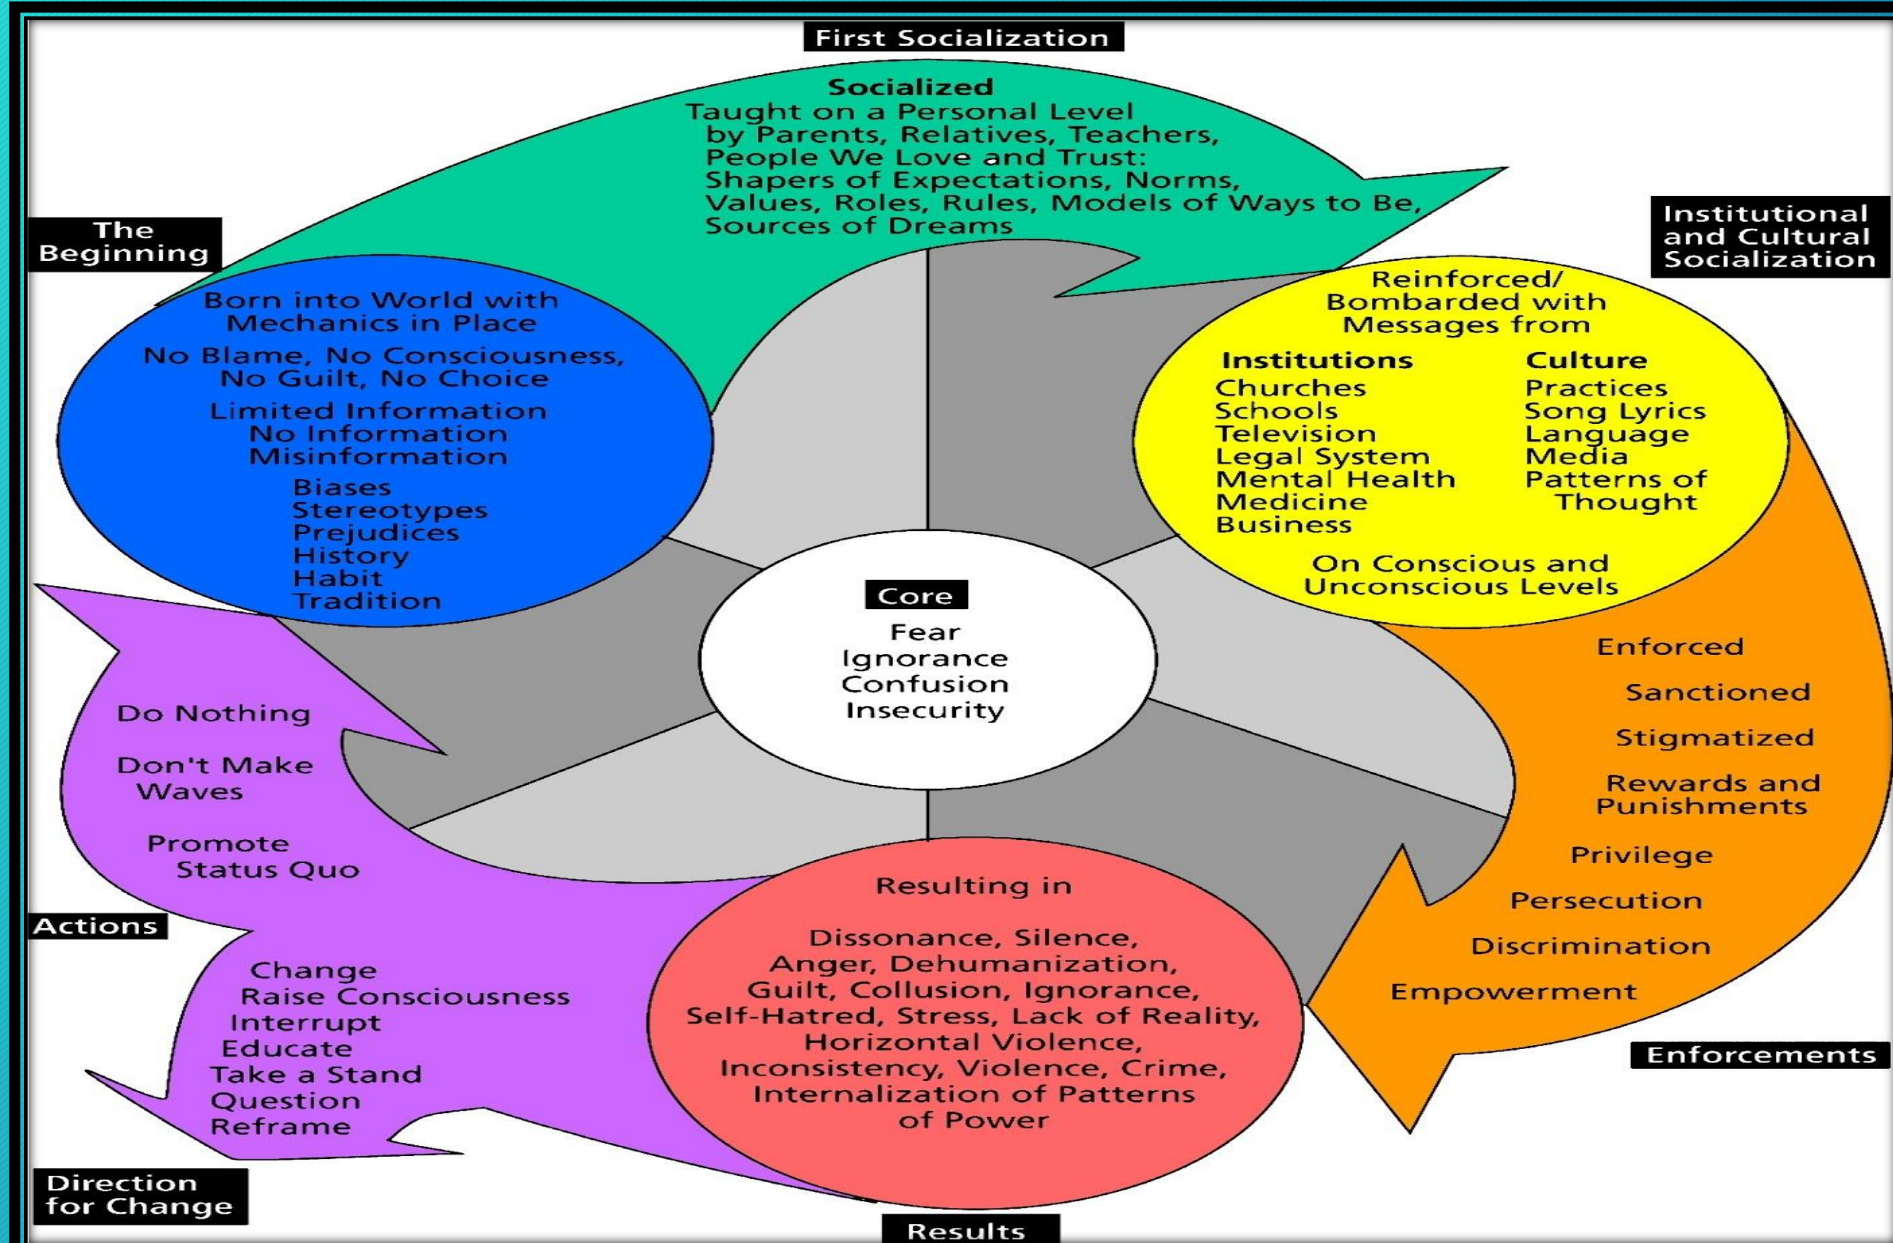 First Socialization
Socialized
Taught on a Personal Level
by Parents, Relatives, Teachers,
People We Love and Trust:
Shapers of Expectations, Norms,
Values, Roles, Rules, Models of Ways to Be,
Sources of Dreams
The
Beginning
Born into World with
Mechanics in Place
No Blame, No Consciousness,
No Guilt, No Choice
Limited Information
No Information
Misinformation
Biases
Stereotypes
Prejudices
History
Habit
Tradition
Institutional
and Cultural
Socialization
Reinforced/
Bombarded with
Messages from
Institutions
Churches
Schools
Television
Legal System
Mental Health
Medicine
Business
Culture
Practices
Song Lyrics
Language
Media
Patterns of
Thought
On Conscious and
Unconscious Levels
Core
Fear
Ignorance
Confusion
Insecurity
Enforced
Sanctioned
Stigmatized
Rewards and
Punishments
Privilege
Persecution
Discrimination
Empowerment
Enforcements
Resulting in
Dissonance, Silence,
Anger, Dehumanization,
Guilt, Collusion, Ignorance,
Self-Hatred, Stress, Lack of Reality,
Horizontal Violence,
Inconsistency, Violence, Crime,
Internalization of Patterns
of Power
Results
Do Nothing
Don't Make
Waves
Promote
Status Quo
Actions
Change
Raise Consciousness
Interrupt
Educate
Take a Stand
Question
Reframe
Direction
for Change